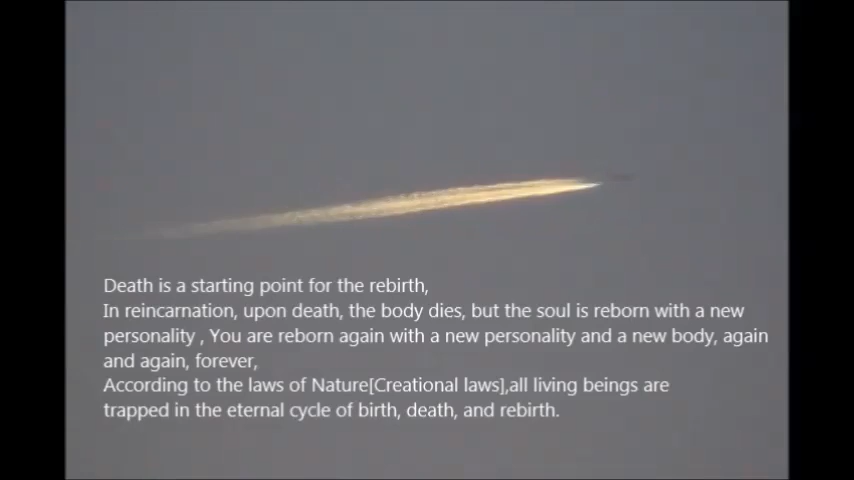 Death is a starting point for the rebirth,
In reincarnation, upon death, the body dies, but the soul is reborn with a new
personality , You are reborn again with a new personality and a new body, again
and again, forever,
According to the laws of Nature[Creational laws],all living beings are
trapped in the eternal cycle of birth, death, and rebirth.